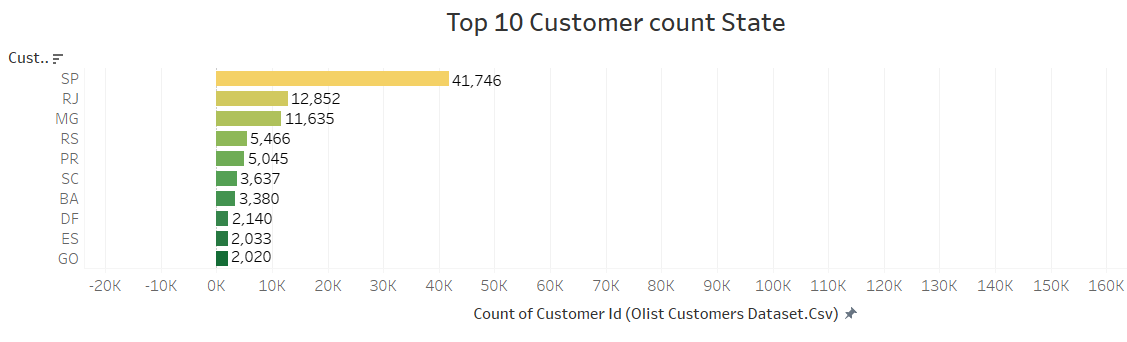 Top 10 Customer count State
Cust..
SP 41,746
RJ 12,852
MG 11,635
RS 5,466
PR 5,045
SC 3,637
BA 3,380
DF 2,140
ES 2,033
GO 2,020
-20K -10K 0K 10K 20K 30K 40K 50K 60K 70K 80K 90K 100K 110K 120K 130K 140K 150K 160K
Count of Customer Id (Olist Customers Dataset.Csv)